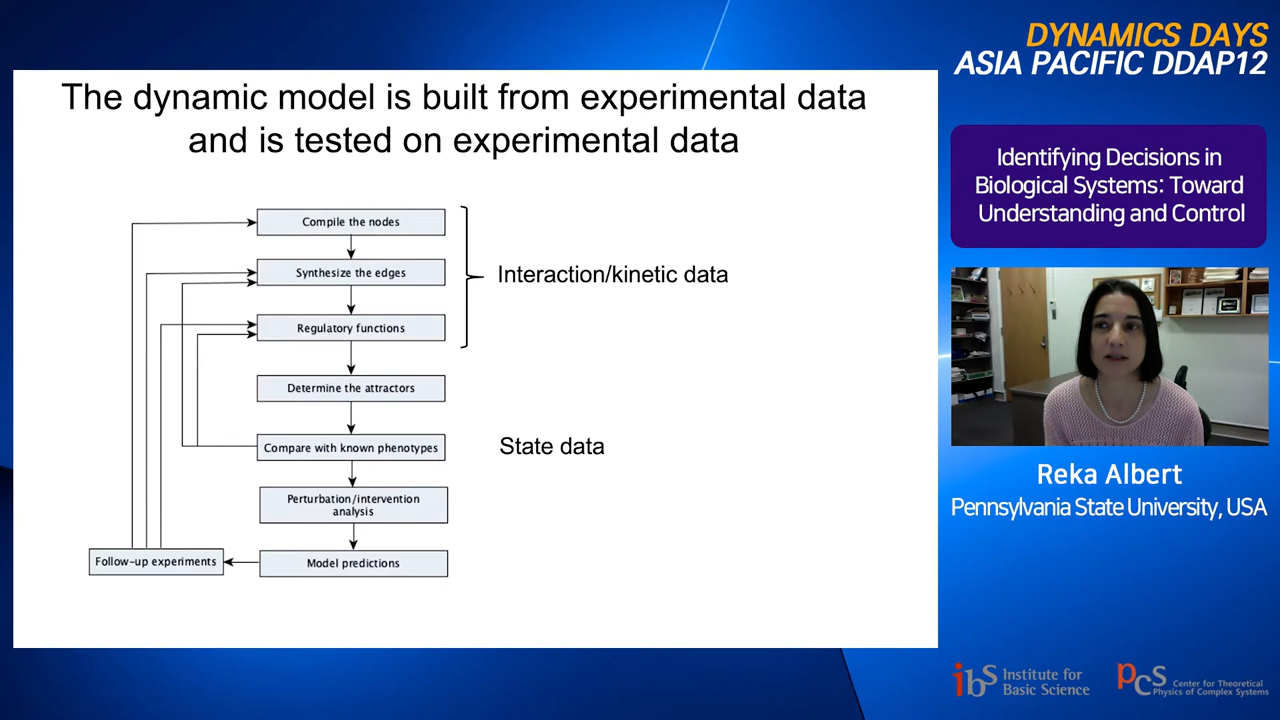 The dynamic model is built from experimental data
and is tested on experimental data
Compile the nodes
Synthesize the edges
Regulatory functions
Determine the attractors
Compare with known phenotypes
Perturbation/intervention
analysis
Model predictions
Follow-up experiments
Interaction/kinetic data
State data
DYNAMICS DAYS
ASIA PACIFIC DDAP12
Identifying Decisions in
Biological Systems: Toward
Understanding and Control
Reka Albert
Pennsylvania State University, USA
ibs Institute for
Basic Science
pcs Center for Theoretical
Physics of Complex Systems